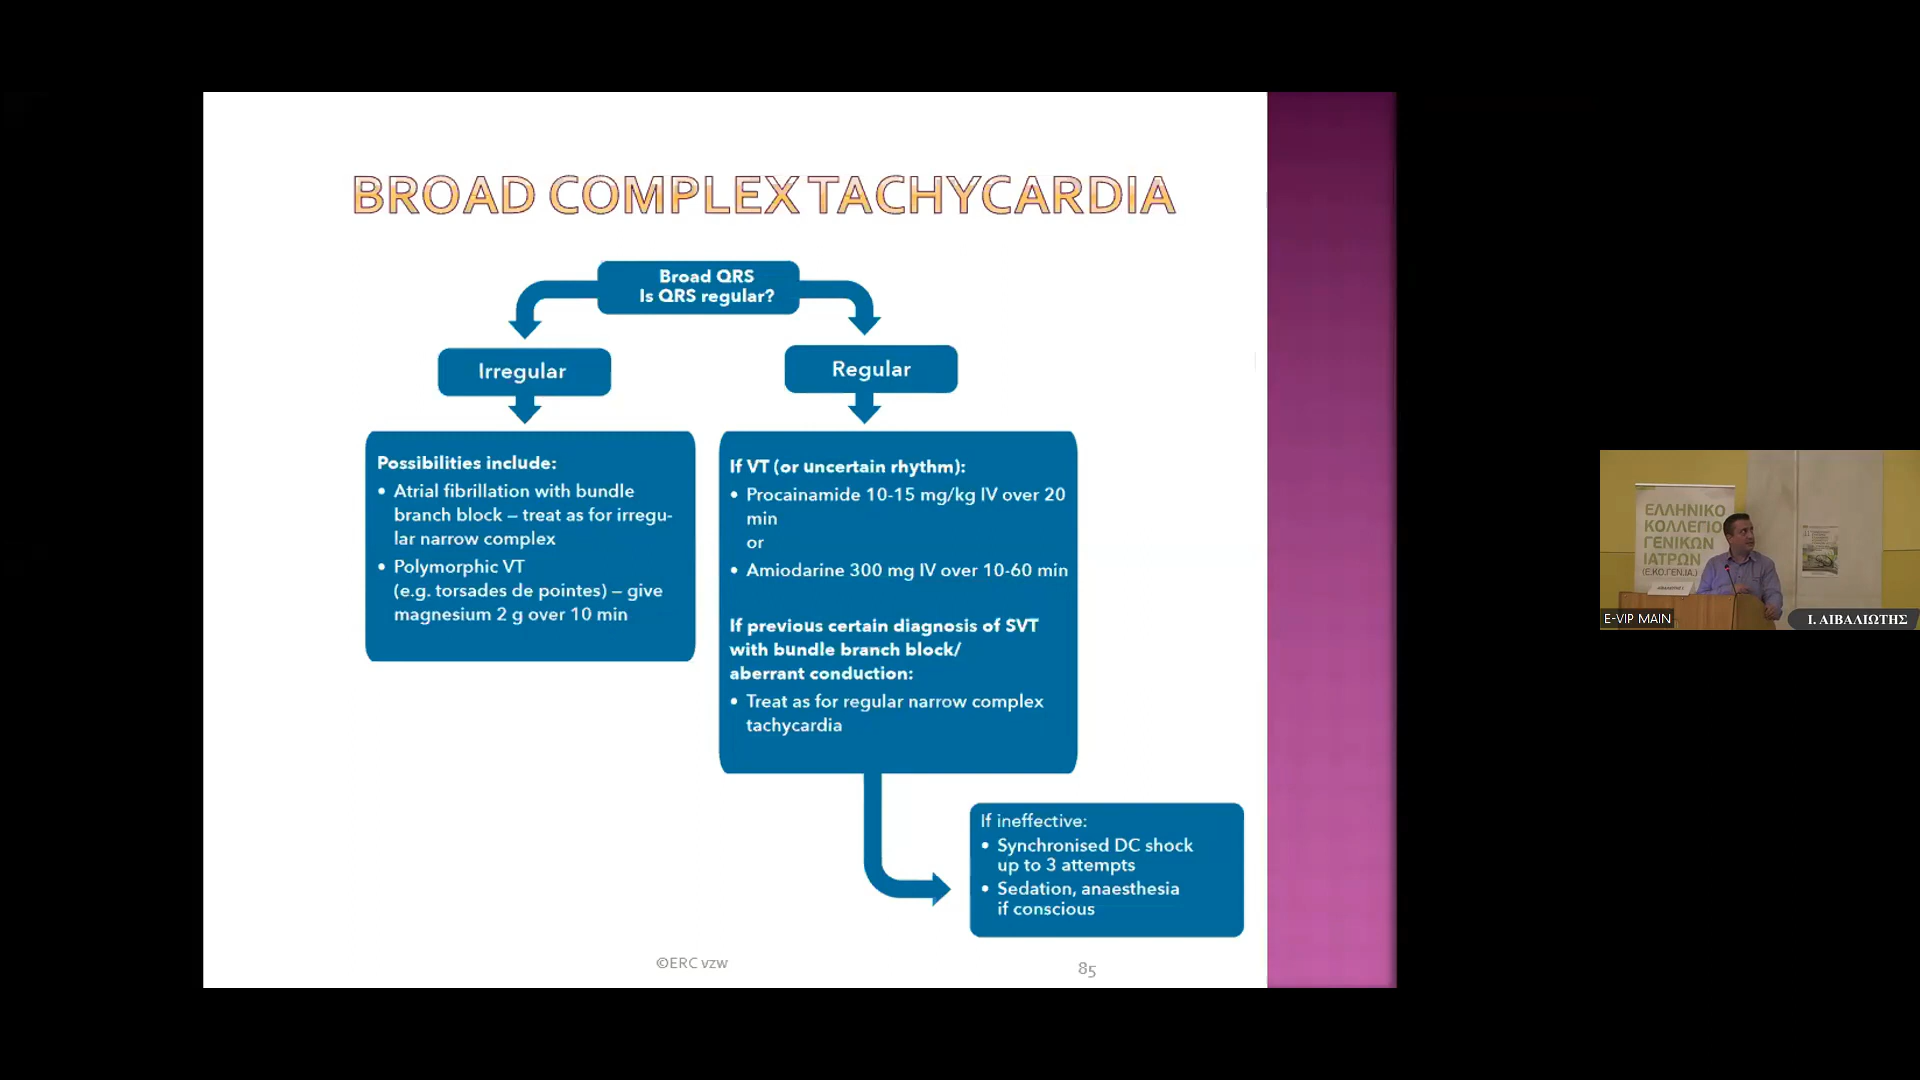 BROAD COMPLEX TACHYCARDIA
Broad QRS
Is QRS regular?
Irregular
Regular
Possibilities include:
• Atrial fibrillation with bundle
branch block – treat as for irregu-
lar narrow complex
• Polymorphic VT
(e.g. torsades de pointes) – give
magnesium 2 g over 10 min
If VT (or uncertain rhythm):
• Procainamide 10-15 mg/kg IV over 20
min
or
• Amiodarine 300 mg IV over 10-60 min
If previous certain diagnosis of SVT
with bundle branch block/
aberrant conduction:
• Treat as for regular narrow complex
tachycardia
If ineffective:
• Synchronised DC shock
up to 3 attempts
• Sedation, anaesthesia
if conscious
©ERC vzw
85
ΕΛΛΗΝΙΚΟ
ΚΟΛΛΕΓΙΟ
ΓΕΝΙΚΩΝ
ΙΑΤΡΩΝ
(Ε.ΚΟ.ΓΕΝ.ΙΑ.)
E-VIP MAIN
Ι. ΑΙΒΑΛΙΩΤΗΣ